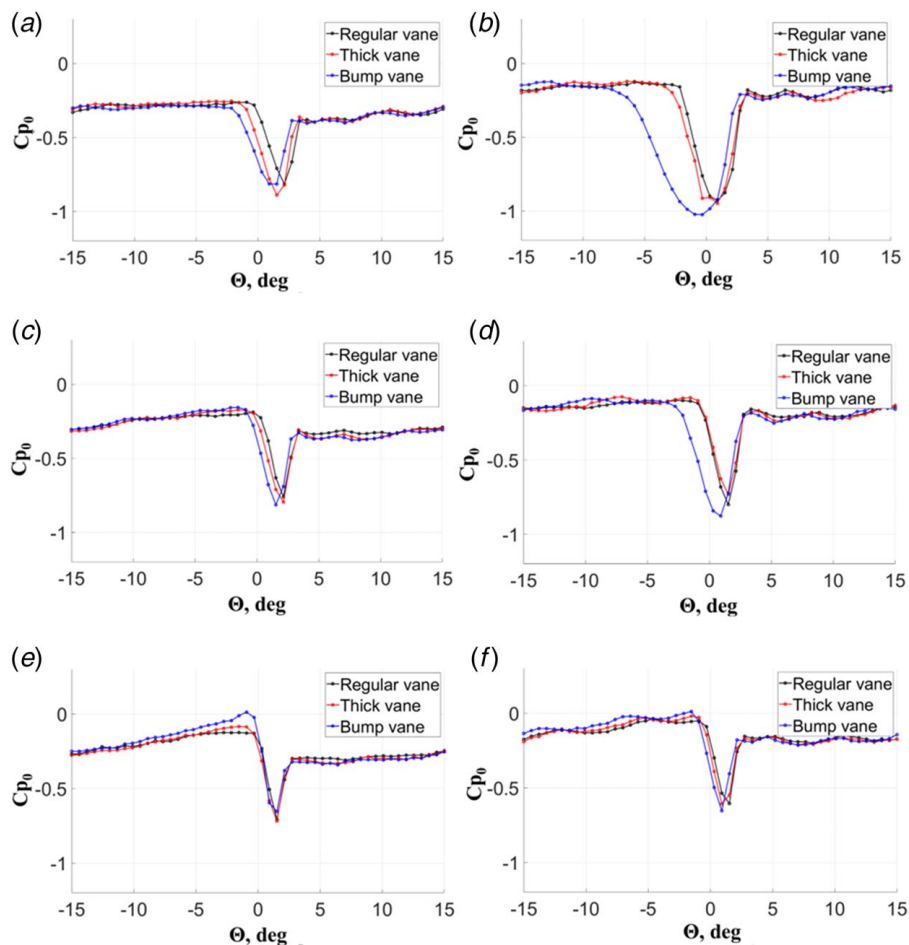 (a)
Regular vane
Thick vane
Bump vane
0
-0.5
-1
Cp0
-15 -10 -5 0 5 10 15
Θ, deg
(b)
Regular vane
Thick vane
Bump vane
0
-0.5
-1
Cp0
-15 -10 -5 0 5 10 15
Θ, deg
(c)
Regular vane
Thick vane
Bump vane
0
-0.5
-1
Cp0
-15 -10 -5 0 5 10 15
Θ, deg
(d)
Regular vane
Thick vane
Bump vane
0
-0.5
-1
Cp0
-15 -10 -5 0 5 10 15
Θ, deg
(e)
Regular vane
Thick vane
Bump vane
0
-0.5
-1
Cp0
-15 -10 -5 0 5 10 15
Θ, deg
(f)
Regular vane
Thick vane
Bump vane
0
-0.5
-1
Cp0
-15 -10 -5 0 5 10 15
Θ, deg